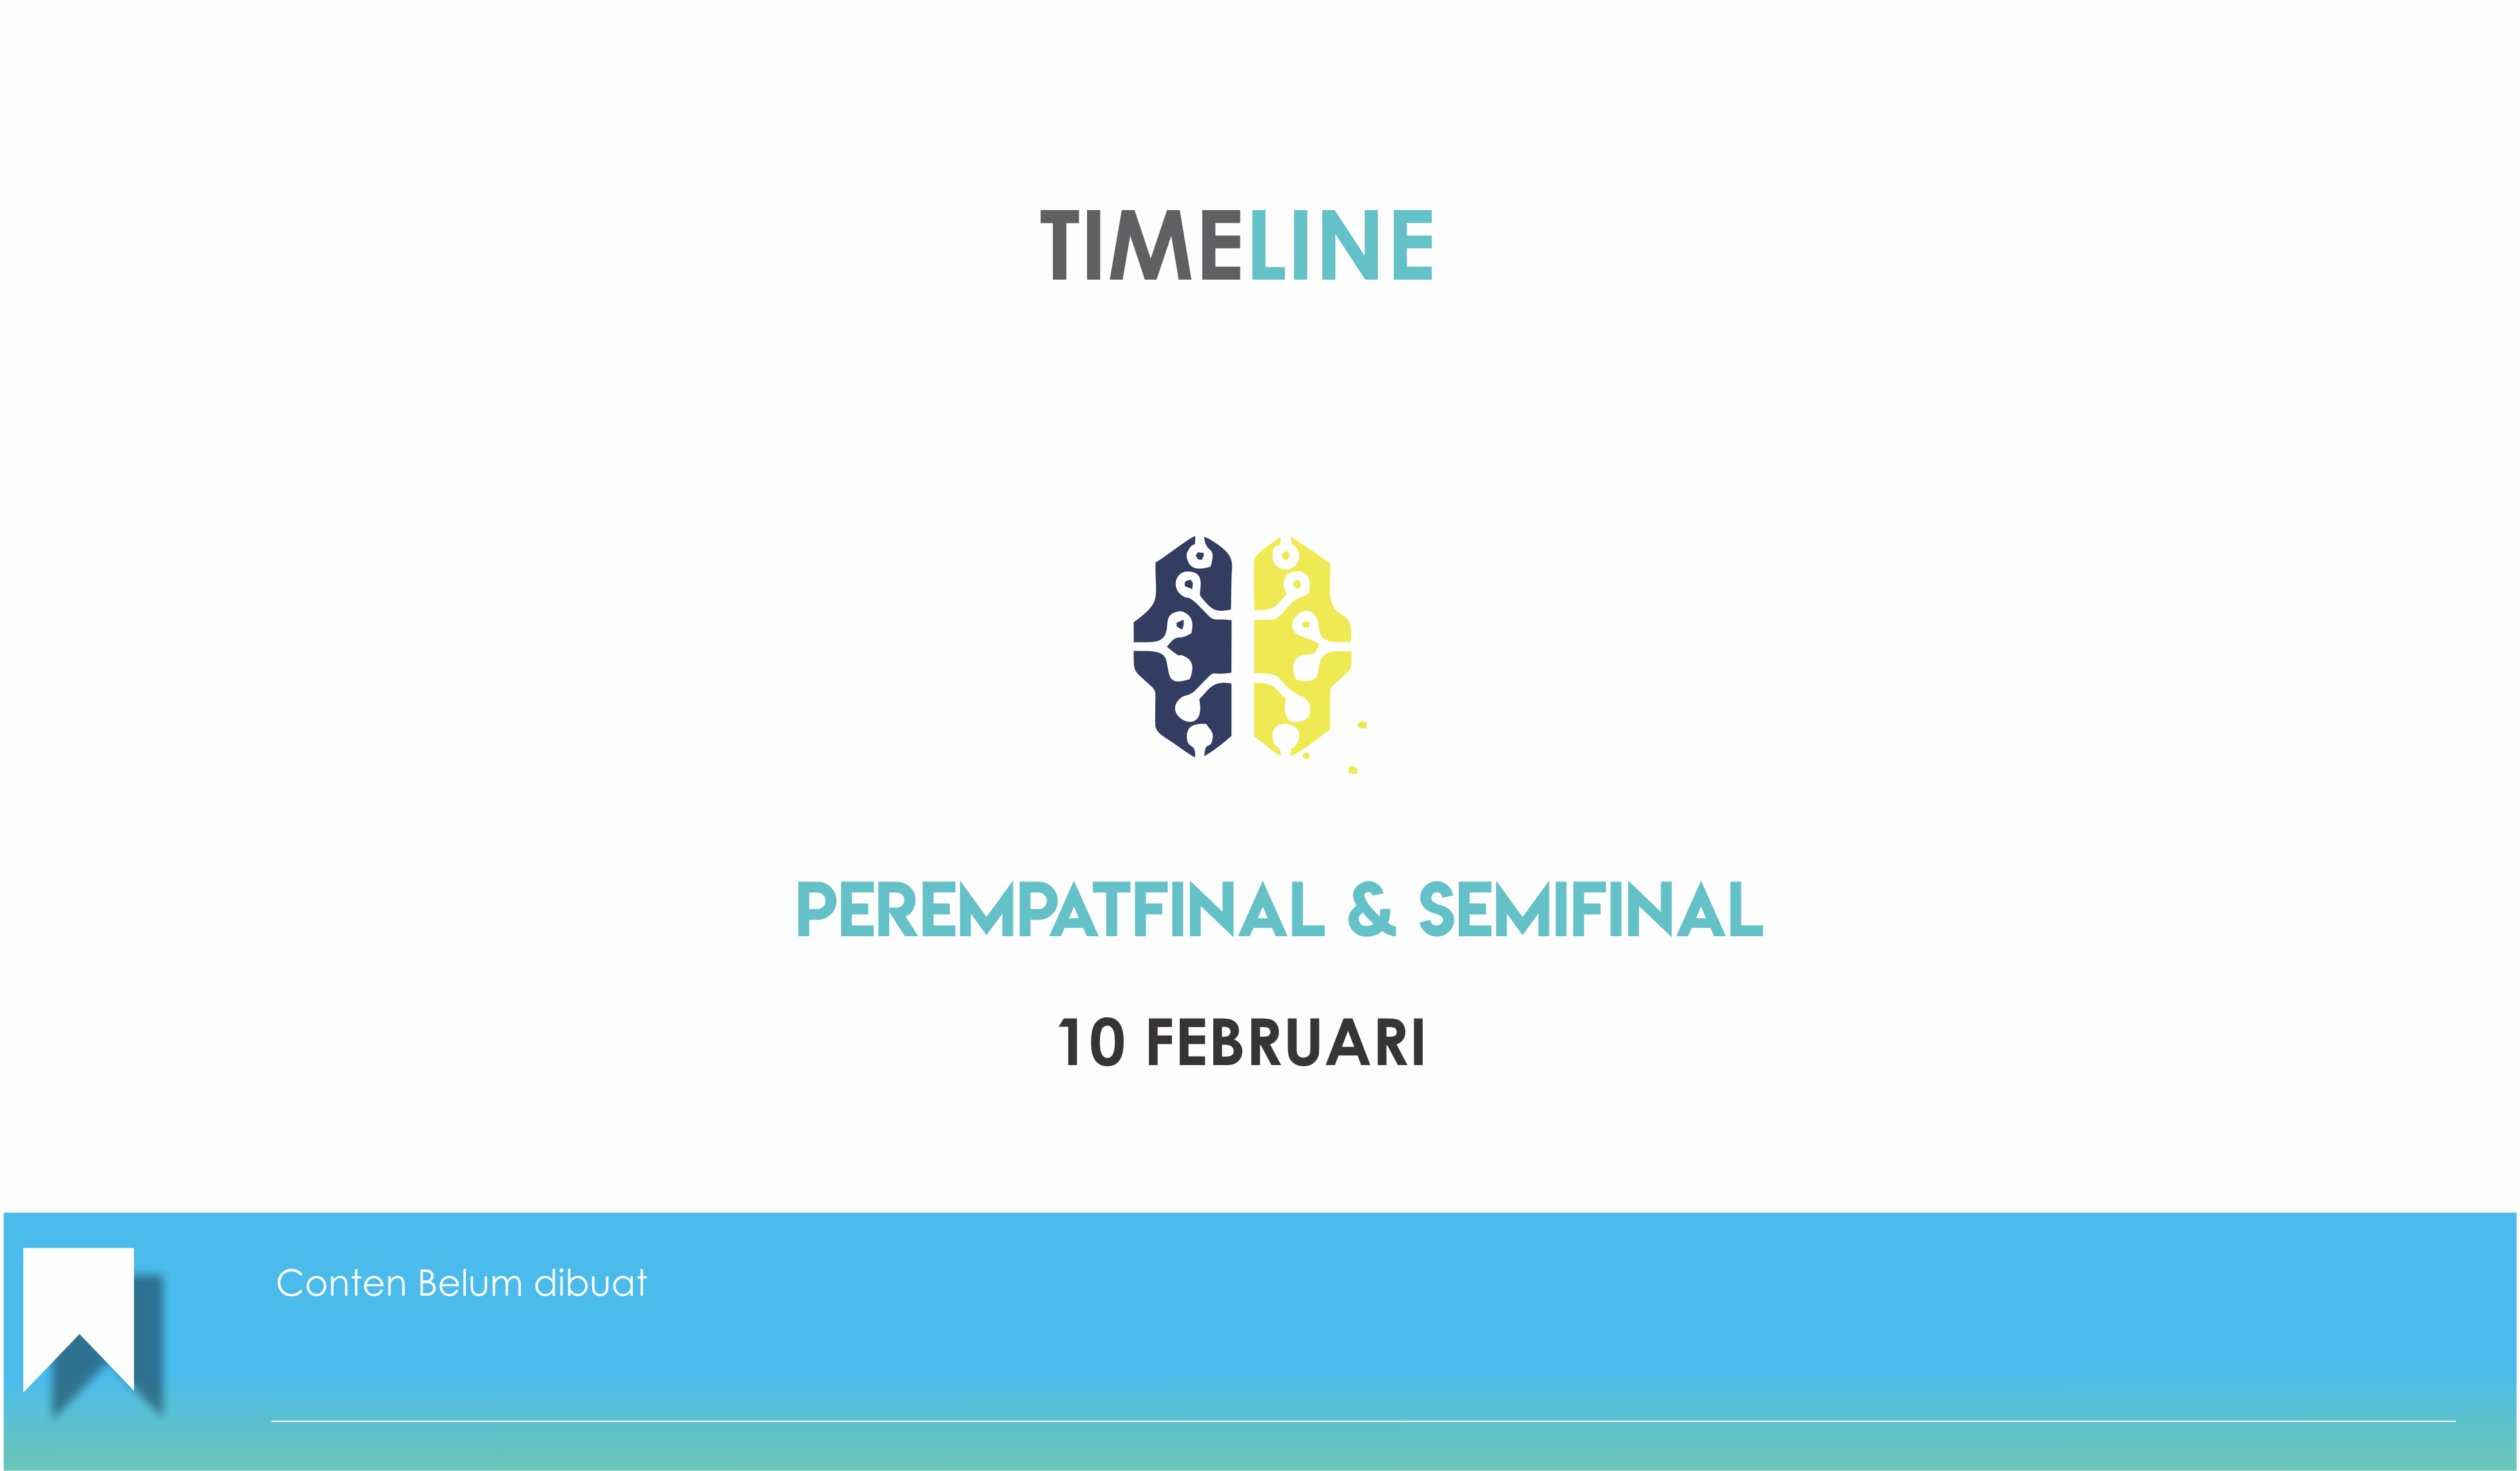 TIMELINE
PEREMPATFINAL & SEMIFINAL
10 FEBRUARI
Conten Belum dibuat